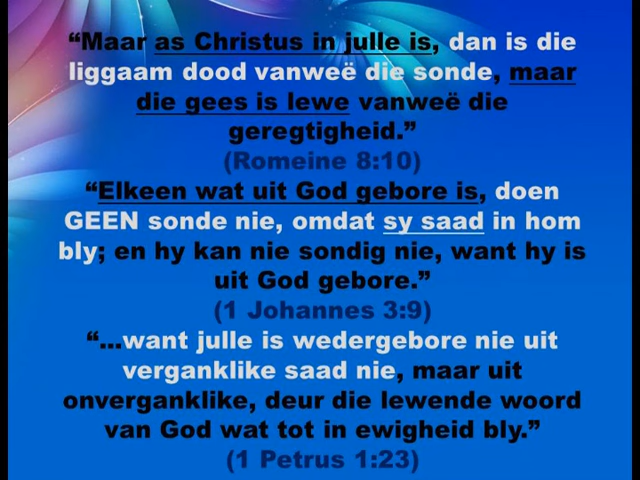 “Maar as Christus in julle is, dan is die
liggaam dood vanweë die sonde, maar
die gees is lewe vanweë die
geregtigheid.”
(Romeine 8:10)
“Elkeen wat uit God gebore is, doen
GEEN sonde nie, omdat sy saad in hom
bly; en hy kan nie sondig nie, want hy is
uit God gebore.”
(1 Johannes 3:9)
“...want julle is wedergebore nie uit
verganklike saad nie, maar uit
onverganklike, deur die lewende woord
van God wat tot in ewigheid bly.”
(1 Petrus 1:23)